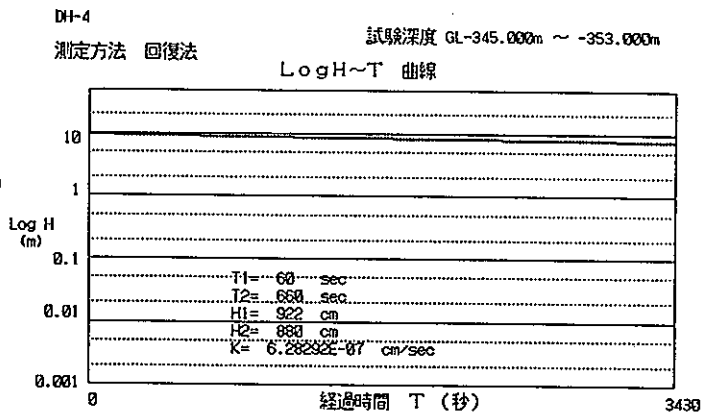 DH-4
測定方法 回復法
試験深度 GL-345.000m ～ -353.000m
LogH～T 曲線
10
1
Log H
(m)
0.1
0.01
0.001
T1= 60 sec
T2= 660 sec
H1= 922 cm
H2= 880 cm
K= 6.28292E-07 cm/sec
0
経過時間 T (秒)
3430